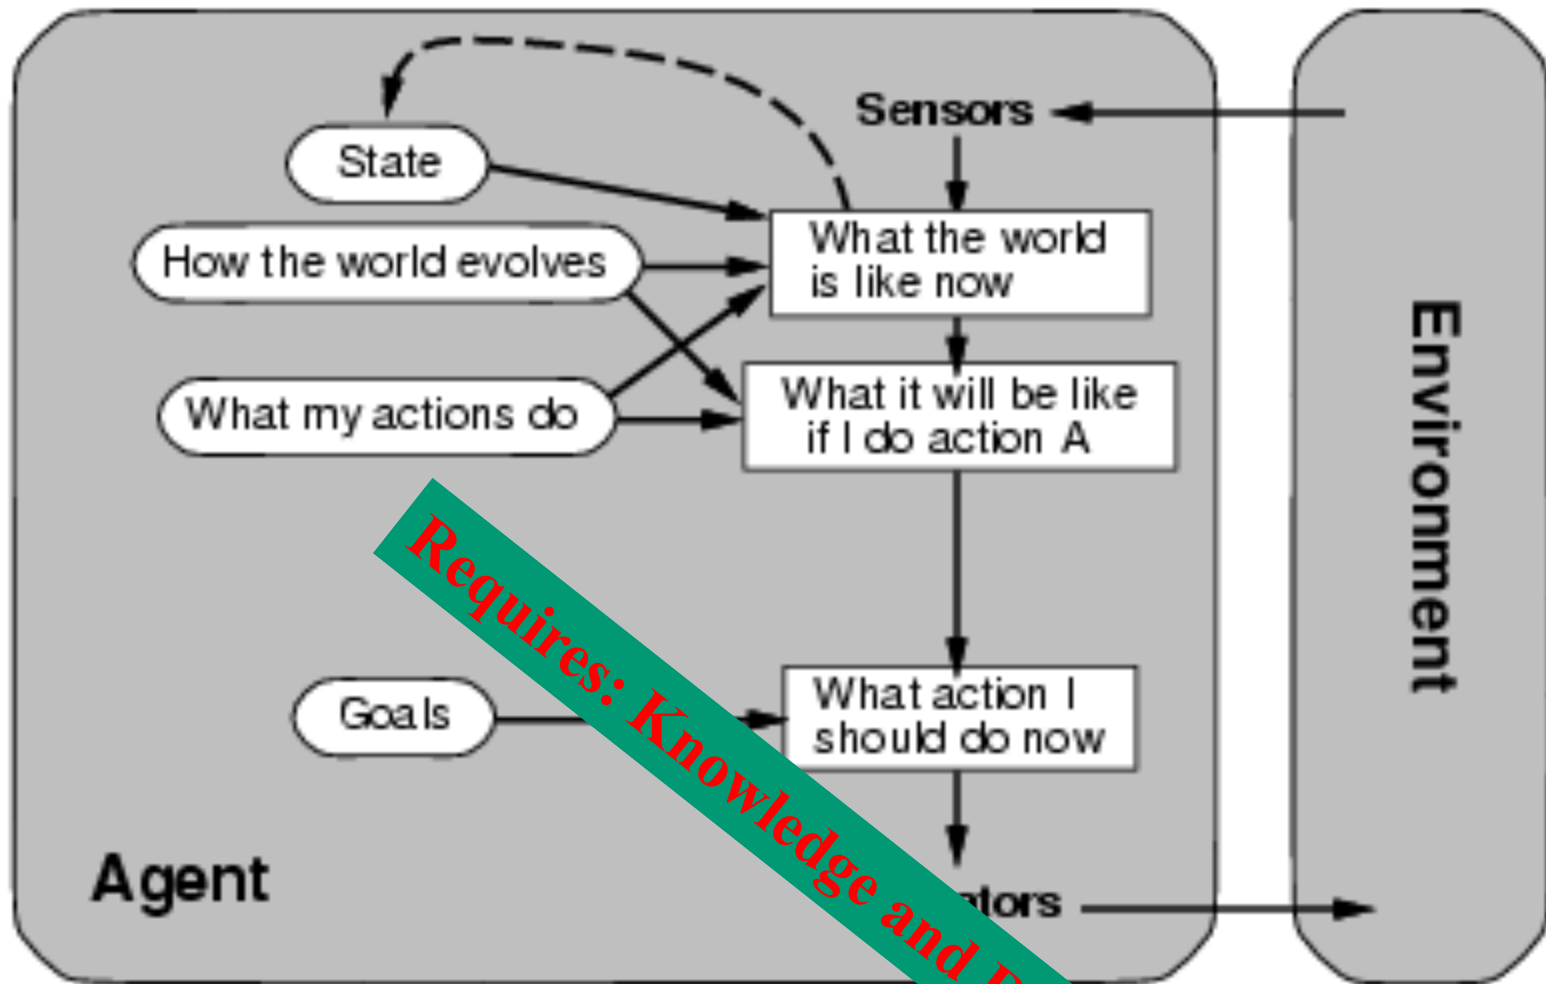 Sensors
State
What the world
is like now
How the world evolves
What it will be like
if I do action A
What my actions do
Environment
Requires: Knowledge and
Goals
What action I
should do now
Agent